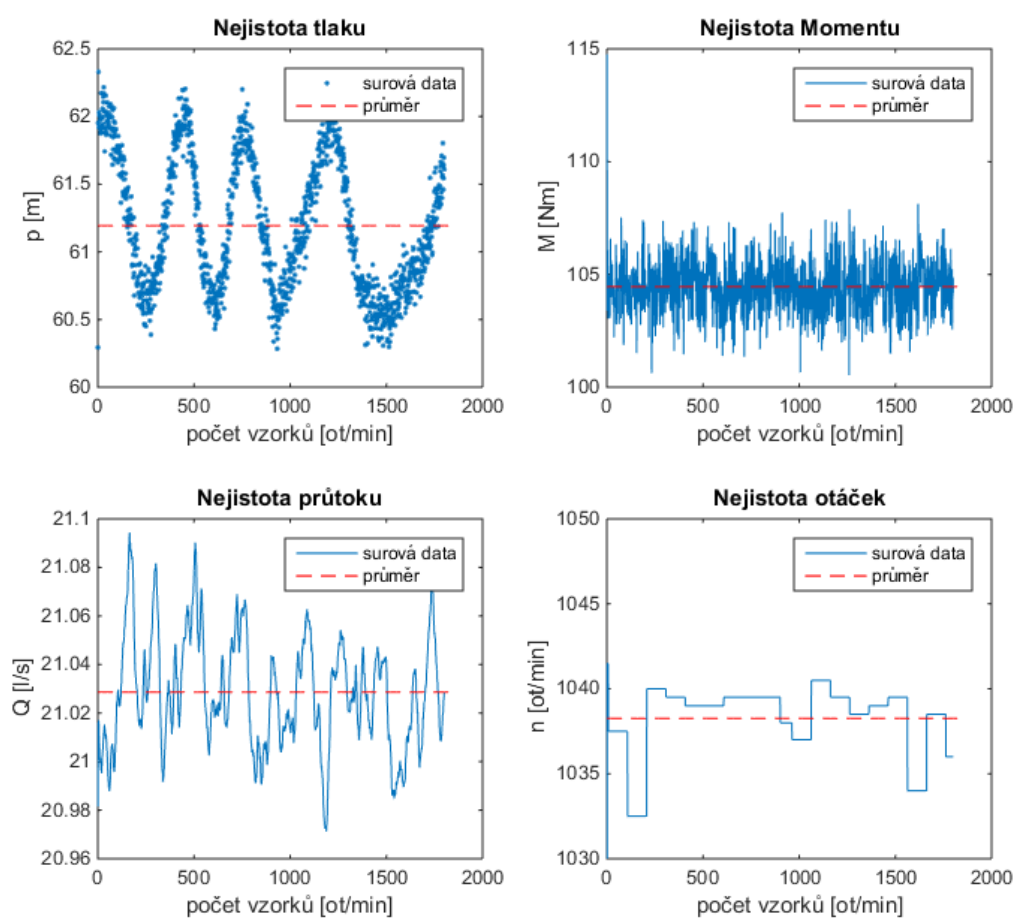 Nejistota tlaku
62.5
62
61.5
61
60.5
60
p [m]
surová data
průměr
0 500 1000 1500 2000
počet vzorků [ot/min]
Nejistota Momentu
115
110
105
100
M [Nm]
surová data
průměr
0 500 1000 1500 2000
počet vzorků [ot/min]
Nejistota průtoku
21.1
21.08
21.06
21.04
21.02
21
20.98
20.96
Q [l/s]
surová data
průměr
0 500 1000 1500 2000
počet vzorků [ot/min]
Nejistota otáček
1050
1045
1040
1035
1030
n [ot/min]
surová data
průměr
0 500 1000 1500 2000
počet vzorků [ot/min]